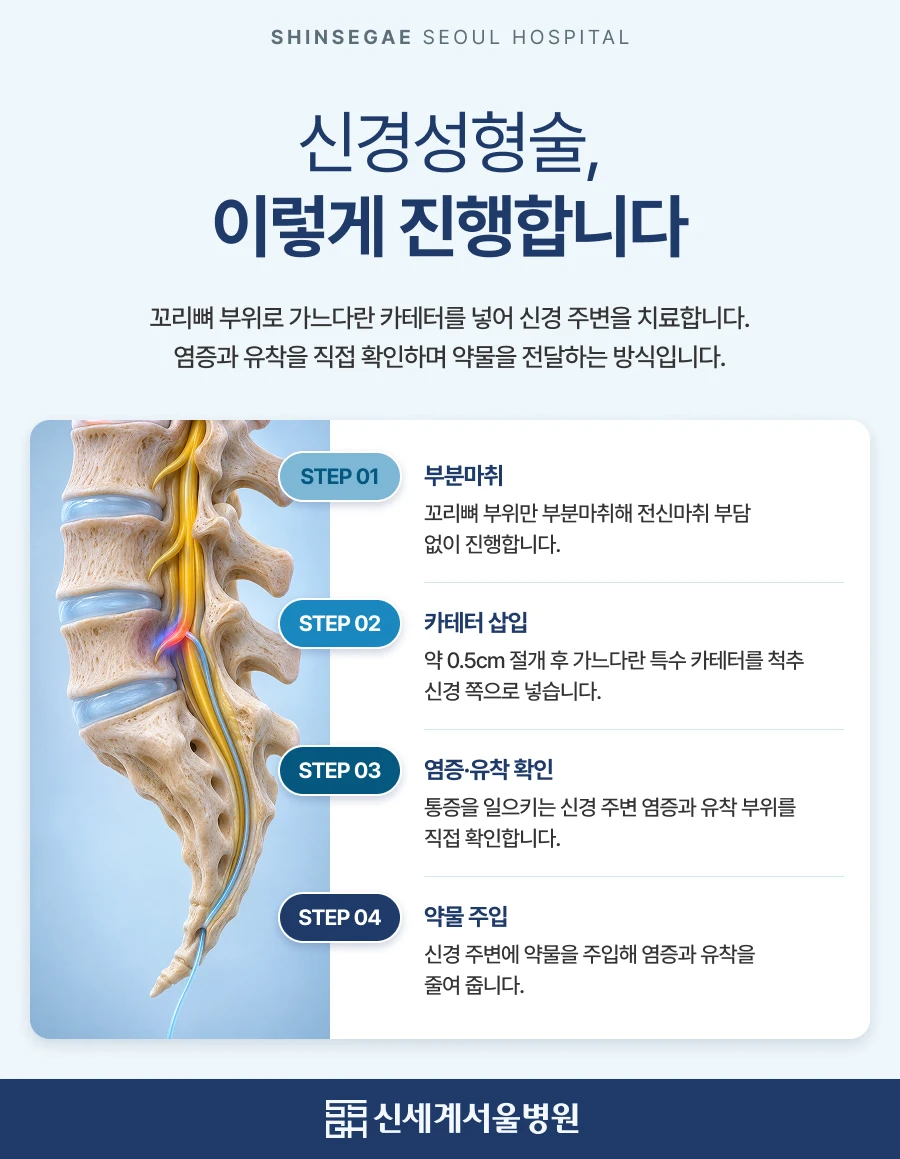 SHINSEGAE SEOUL HOSPITAL
신경성형술,
이렇게 진행합니다
꼬리뼈 부위로 가느다란 카테터를 넣어 신경 주변을 치료합니다.
염증과 유착을 직접 확인하며 약물을 전달하는 방식입니다.
STEP 01
부분마취
꼬리뼈 부위만 부분마취해 전신마취 부담
없이 진행합니다.
STEP 02
카테터 삽입
약 0.5cm 절개 후 가느다란 특수 카테터를 척추
신경 쪽으로 넣습니다.
STEP 03
염증·유착 확인
통증을 일으키는 신경 주변 염증과 유착 부위를
직접 확인합니다.
STEP 04
약물 주입
신경 주변에 약물을 주입해 염증과 유착을
줄여 줍니다.
신세계서울병원